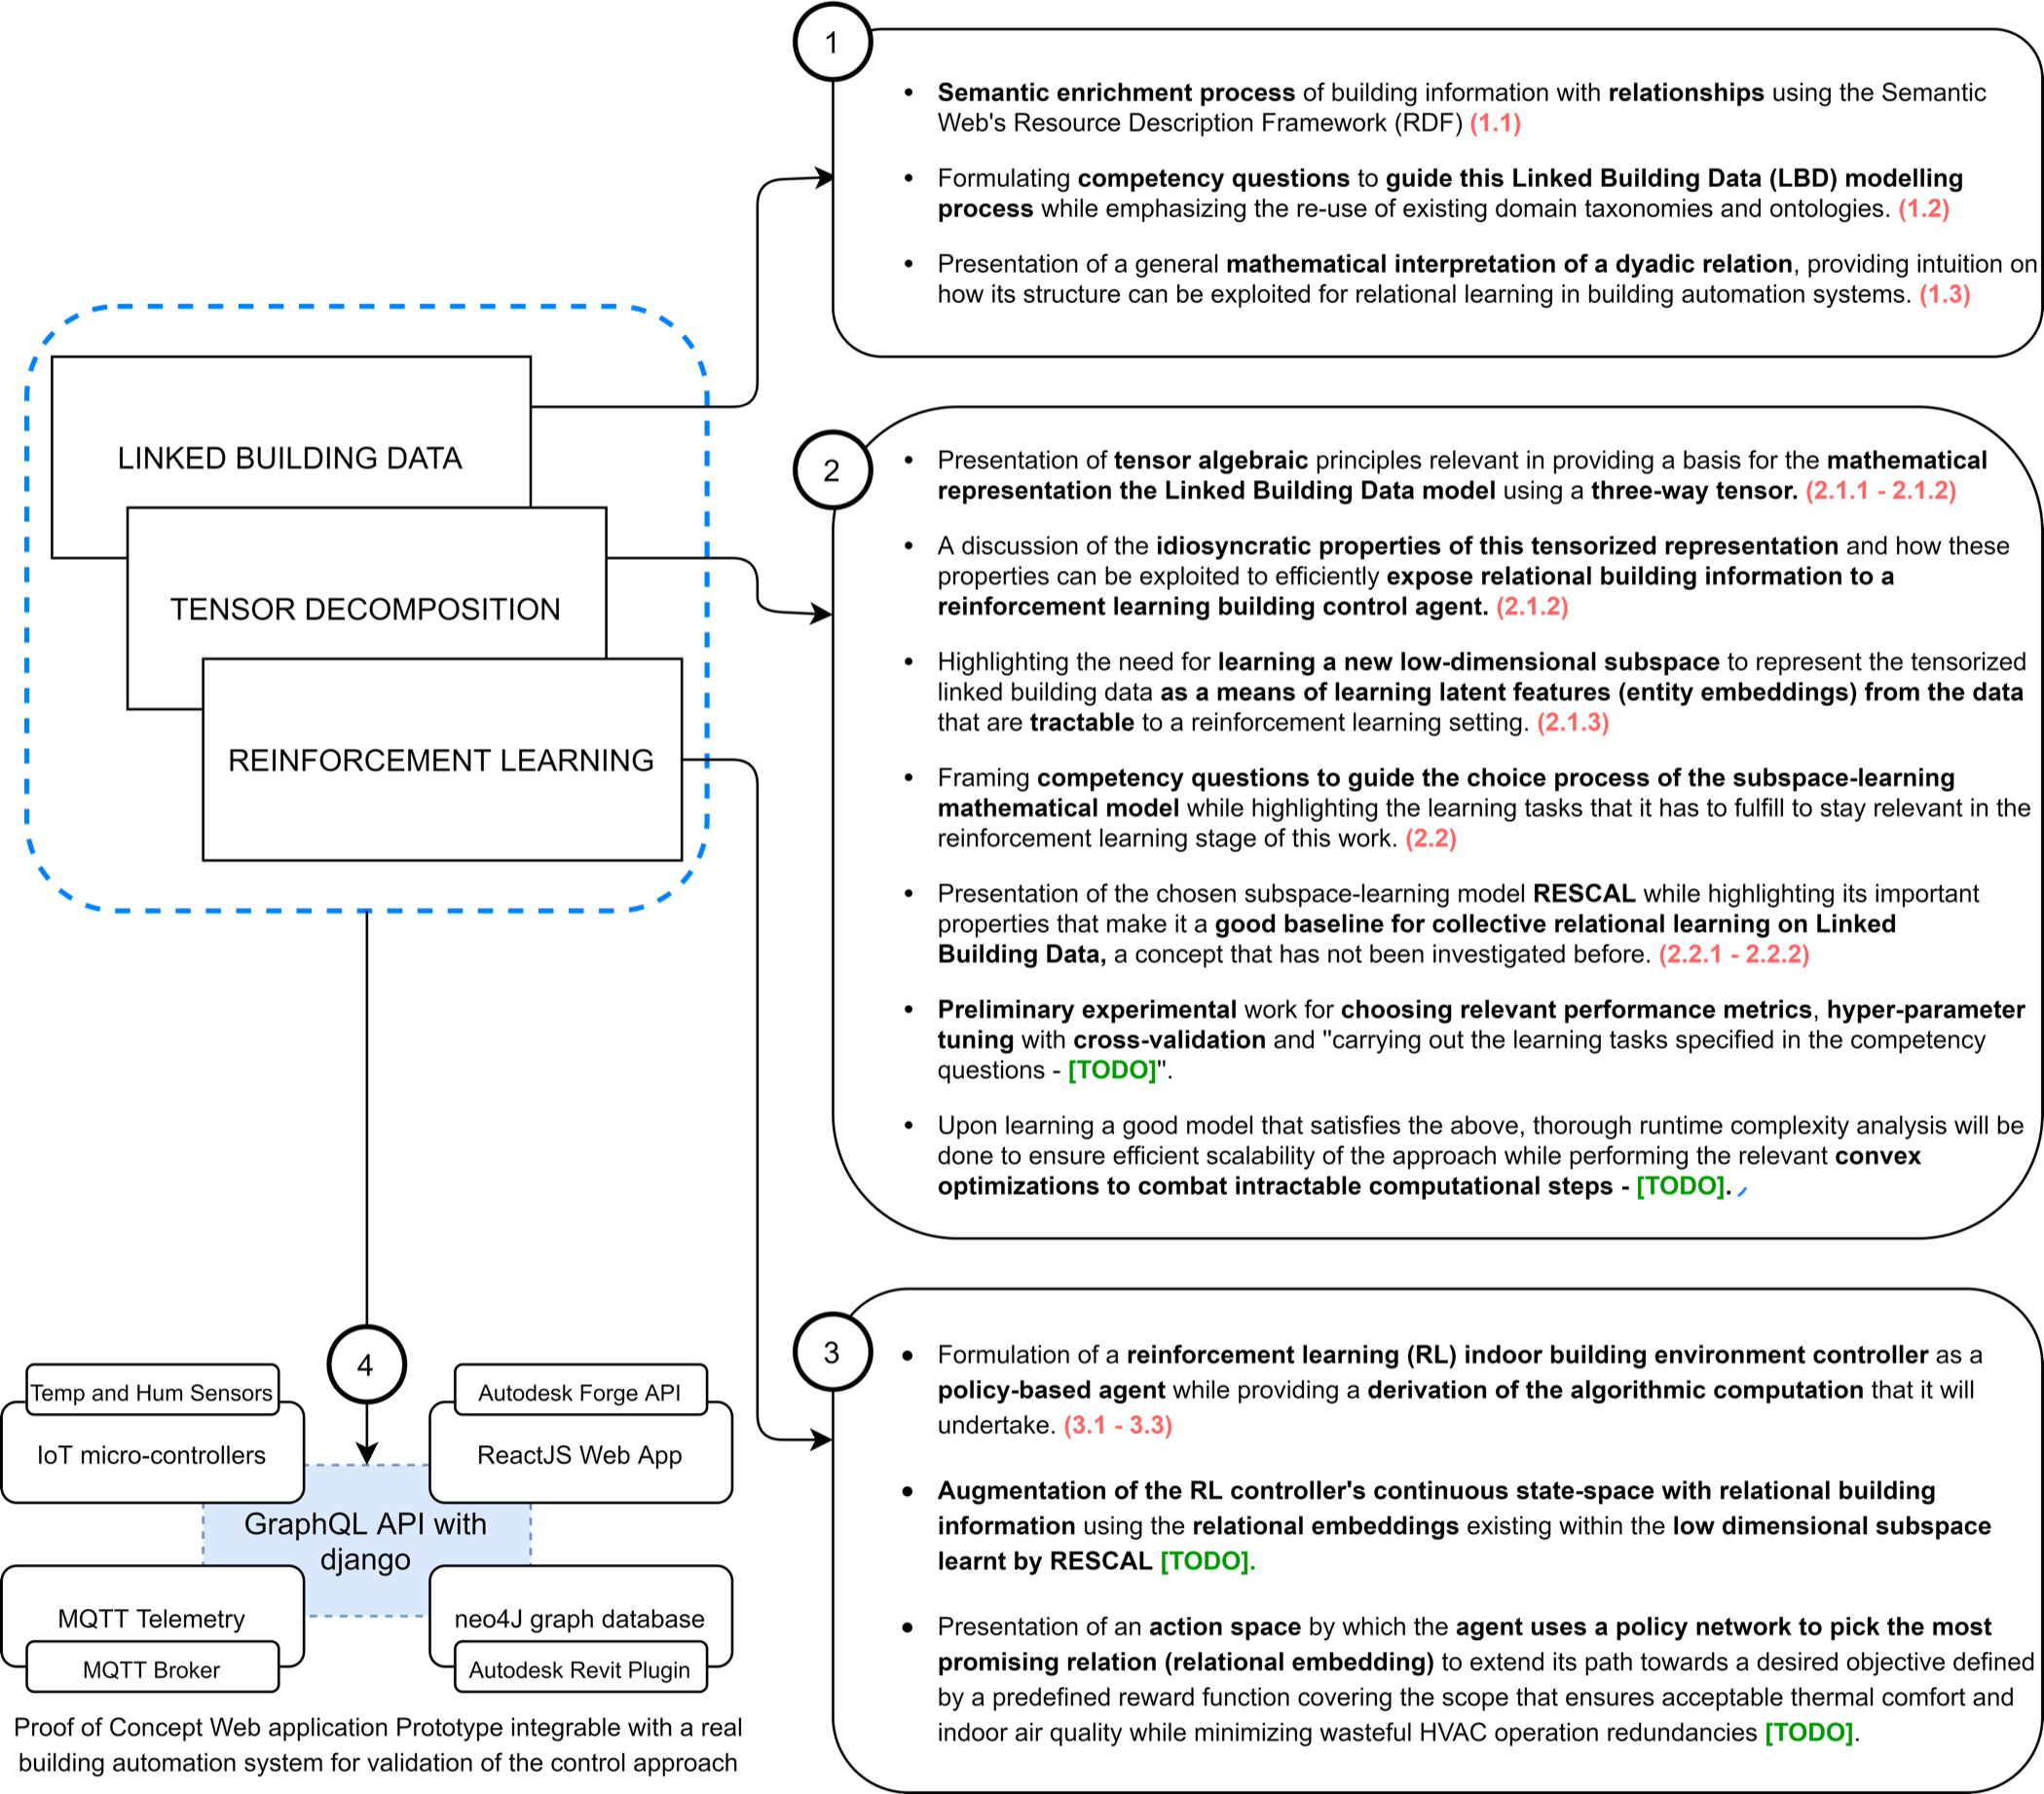 1
• Semantic enrichment process of building information with relationships using the Semantic
Web's Resource Description Framework (RDF) (1.1)
• Formulating competency questions to guide this Linked Building Data (LBD) modelling
process while emphasizing the re-use of existing domain taxonomies and ontologies. (1.2)
• Presentation of a general mathematical interpretation of a dyadic relation, providing intuition on
how its structure can be exploited for relational learning in building automation systems. (1.3)
LINKED BUILDING DATA
TENSOR DECOMPOSITION
REINFORCEMENT LEARNING
2
• Presentation of tensor algebraic principles relevant in providing a basis for the mathematical
representation the Linked Building Data model using a three-way tensor. (2.1.1 - 2.1.2)
• A discussion of the idiosyncratic properties of this tensorized representation and how these
properties can be exploited to efficiently expose relational building information to a
reinforcement learning building control agent. (2.1.2)
• Highlighting the need for learning a new low-dimensional subspace to represent the tensorized
linked building data as a means of learning latent features (entity embeddings) from the data
that are tractable to a reinforcement learning setting. (2.1.3)
• Framing competency questions to guide the choice process of the subspace-learning
mathematical model while highlighting the learning tasks that it has to fulfill to stay relevant in the
reinforcement learning stage of this work. (2.2)
• Presentation of the chosen subspace-learning model RESCAL while highlighting its important
properties that make it a good baseline for collective relational learning on Linked
Building Data, a concept that has not been investigated before. (2.2.1 - 2.2.2)
• Preliminary experimental work for choosing relevant performance metrics, hyper-parameter
tuning with cross-validation and "carrying out the learning tasks specified in the competency
questions - [TODO]".
• Upon learning a good model that satisfies the above, thorough runtime complexity analysis will be
done to ensure efficient scalability of the approach while performing the relevant convex
optimizations to combat intractable computational steps - [TODO].
3
• Formulation of a reinforcement learning (RL) indoor building environment controller as a
policy-based agent while providing a derivation of the algorithmic computation that it will
undertake. (3.1 - 3.3)
• Augmentation of the RL controller's continuous state-space with relational building
information using the relational embeddings existing within the low dimensional subspace
learnt by RESCAL [TODO].
• Presentation of an action space by which the agent uses a policy network to pick the most
promising relation (relational embedding) to extend its path towards a desired objective defined
by a predefined reward function covering the scope that ensures acceptable thermal comfort and
indoor air quality while minimizing wasteful HVAC operation redundancies [TODO].
4
Temp and Hum Sensors
IoT micro-controllers
Autodesk Forge API
ReactJS Web App
GraphQL API with
django
MQTT Telemetry
MQTT Broker
neo4J graph database
Autodesk Revit Plugin
Proof of Concept Web application Prototype integrable with a real
building automation system for validation of the control approach